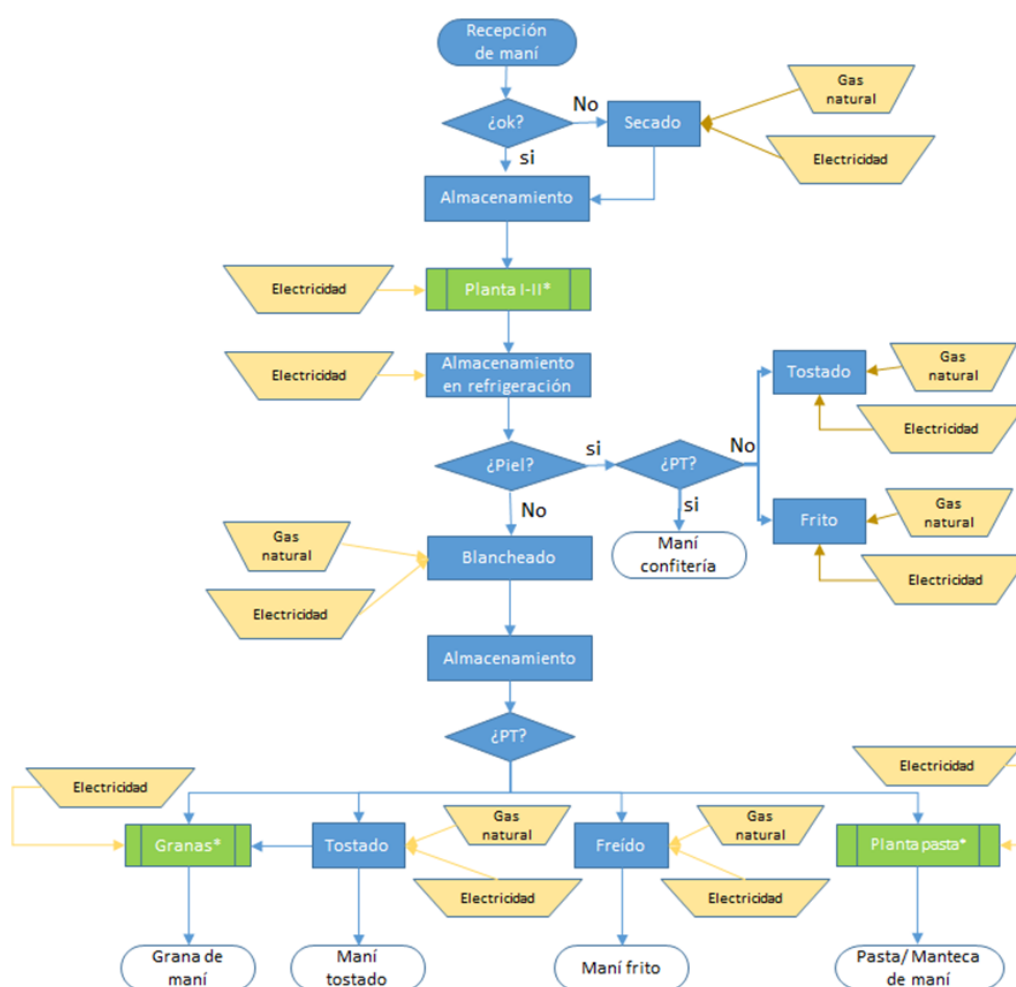 Recepción
de maní
Gas
natural
¿ok?
No
Secado
Electricidad
si
Almacenamiento
Electricidad
Planta I-II*
Electricidad
Almacenamiento
en refrigeración
Tostado
Gas
natural
Electricidad
¿Piel?
si
¿PT?
No
No
si
Frito
Gas
natural
Electricidad
Gas
natural
Blancheado
Maní
confitería
Electricidad
Almacenamiento
¿PT?
Electricidad
Electricidad
Granas*
Tostado
Gas
natural
Electricidad
Freído
Gas
natural
Electricidad
Planta pasta*
Grana de
maní
Maní
tostado
Maní frito
Pasta/ Manteca
de maní